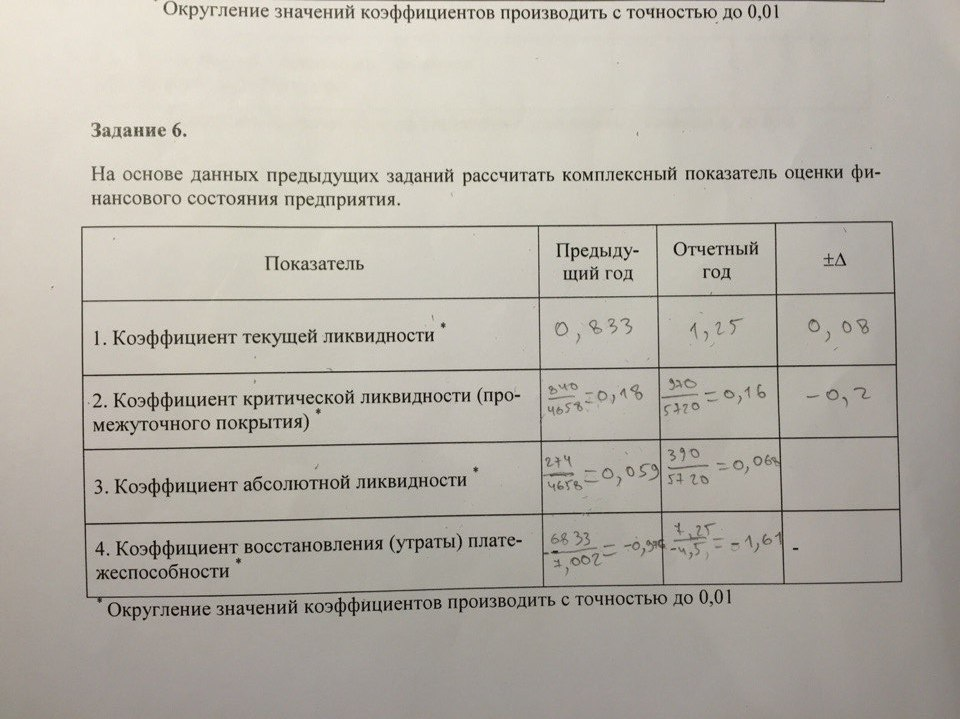 * Округление значений коэффициентов производить с точностью до 0,01
Задание 6.
На основе данных предыдущих заданий рассчитать комплексный показатель оценки фи-
нансового состояния предприятия.
Показатель
Предыду-
щий год
Отчетный
год
±Δ
1. Коэффициент текущей ликвидности *
0,833
1,25
0,08
2. Коэффициент критической ликвидности (про-
межуточного покрытия) *
840/4658=0,18
920/5720=0,16
-0,2
3. Коэффициент абсолютной ликвидности *
274/4658=0,059
390/5720=0,068
4. Коэффициент восстановления (утраты) плате-
жеспособности *
7,25/-4,5=-1,61
-
* Округление значений коэффициентов производить с точностью до 0,01